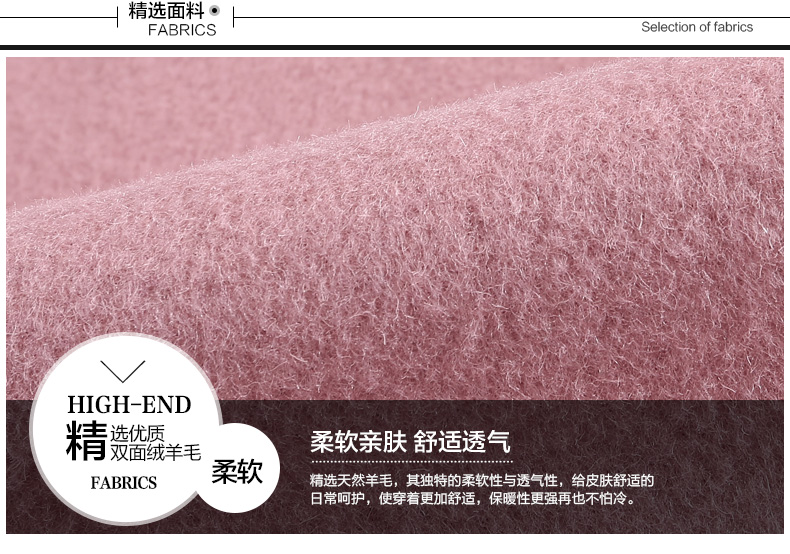 精选面料
FABRICS
Selection of fabrics
HIGH-END
精选优质
双面绒羊毛
FABRICS
柔软
柔软亲肤 舒适透气
精选天然羊毛，其独特的柔软性与透气性，给皮肤舒适的
日常呵护，使穿着更加舒适，保暖性更强再也不怕冷。